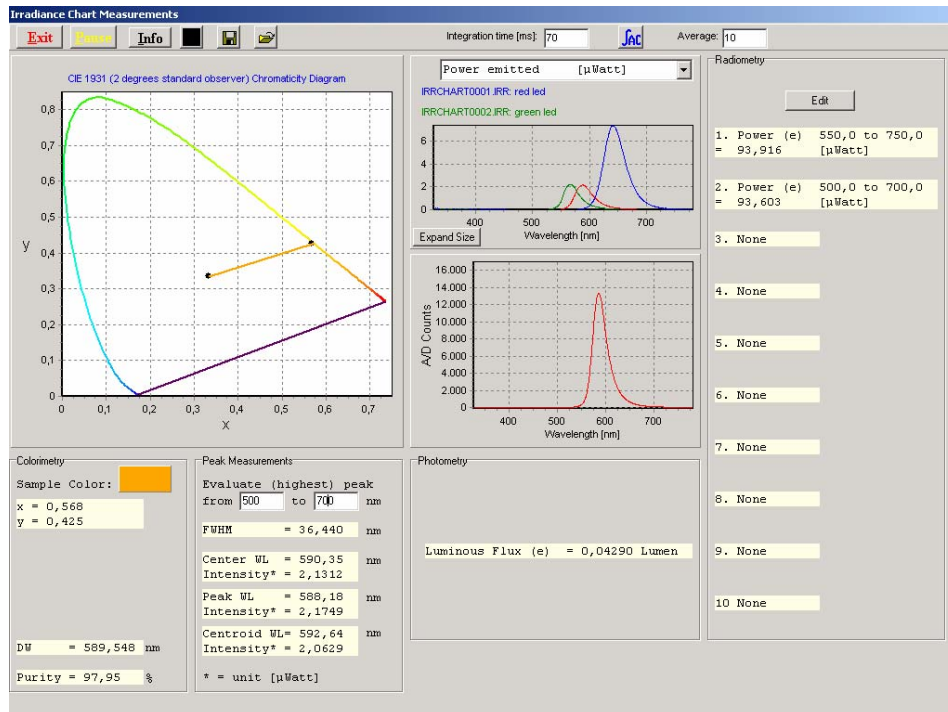 Irradiance Chart Measurements
Exit Pause Info Integration time [ms]: 70 SAC Average: 10
CIE 1931 (2 degrees standard observer) Chromaticity Diagram
y
0,8
0,7
0,6
0,5
0,4
0,3
0,2
0,1
0
0 0,1 0,2 0,3 0,4 0,5 0,6 0,7
x
Power emitted [µWatt]
IRRCHART0001.IRR: red led
IRRCHART0002.IRR: green led
6
4
2
0
400 500 600 700
Expand Size Wavelength [nm]
A/D Counts
16.000
14.000
12.000
10.000
8.000
6.000
4.000
2.000
0
400 500 600 700
Wavelength [nm]
Radiometry
Edit
1. Power (e) 550,0 to 750,0
= 93,916 [µWatt]
2. Power (e) 500,0 to 700,0
= 93,603 [µWatt]
3. None
4. None
5. None
6. None
7. None
8. None
9. None
10 None
Colorimetry
Sample Color:
x = 0,568
y = 0,425
DW = 589,548 nm
Purity = 97,95 %
Peak Measurements
Evaluate (highest) peak
from 500 to 700 nm
FWHM = 36,440 nm
Center WL = 590,35 nm
Intensity* = 2,1312
Peak WL = 588,18 nm
Intensity* = 2,1749
Centroid WL= 592,64 nm
Intensity* = 2,0629
* = unit [µWatt]
Photometry
Luminous Flux (e) = 0,04290 Lumen